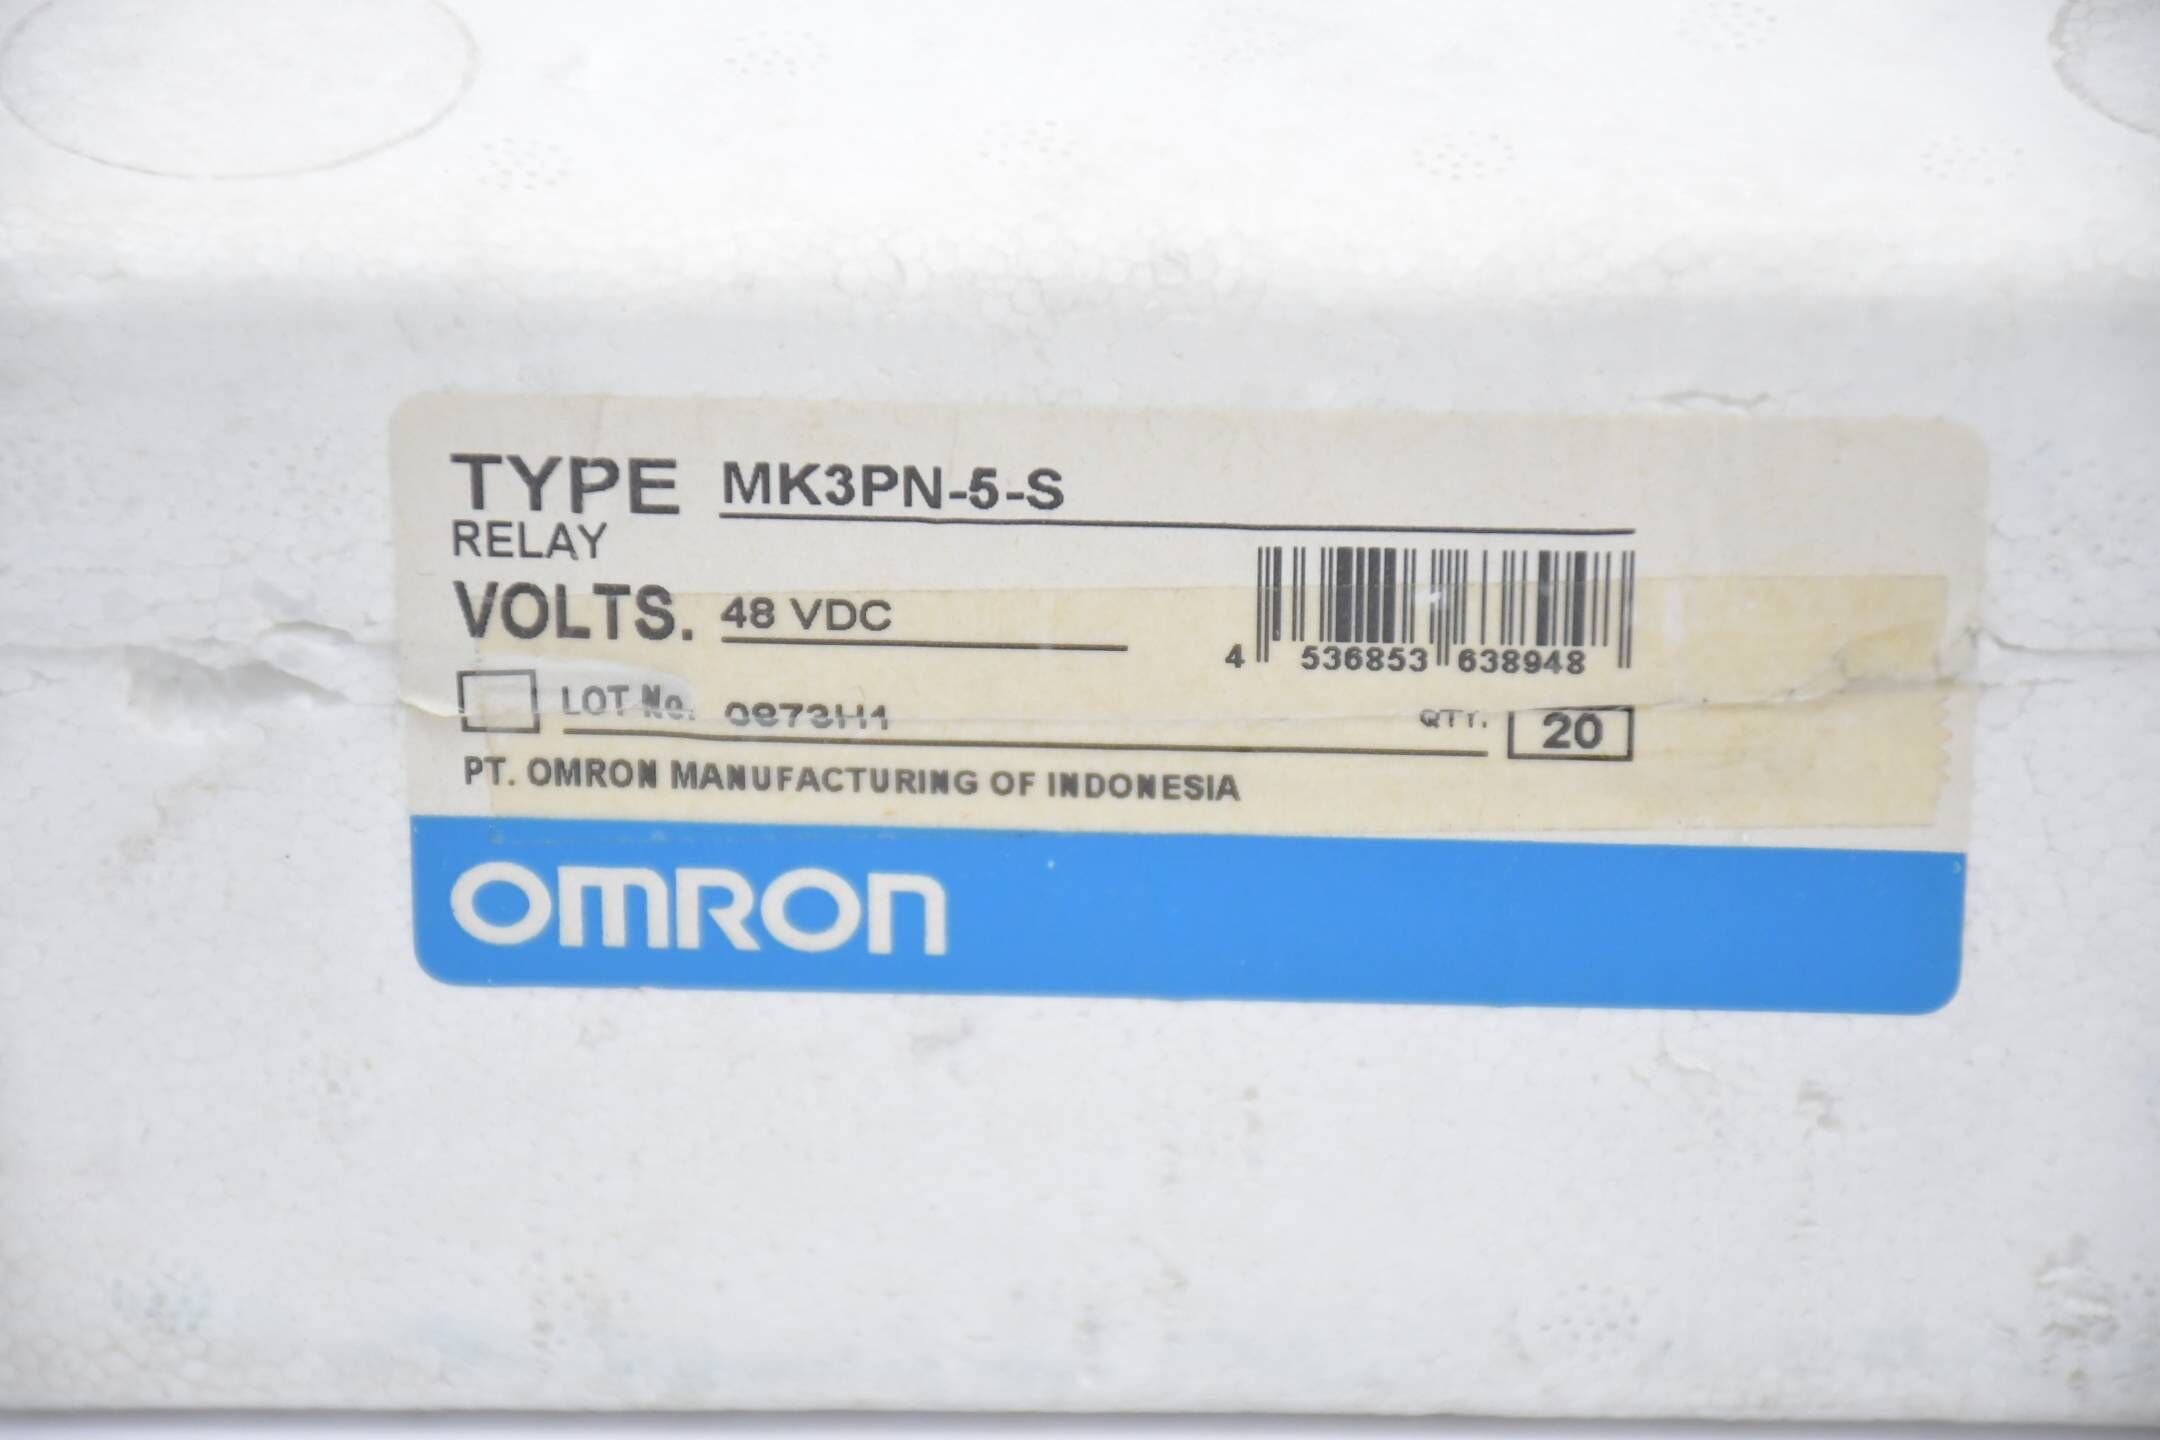 TYPE MK3PN-5-S
RELAY
VOLTS. 48 VDC
4 536853 638948
LOT No.
QTY. 20
PT. OMRON MANUFACTURING OF INDONESIA
OMRON